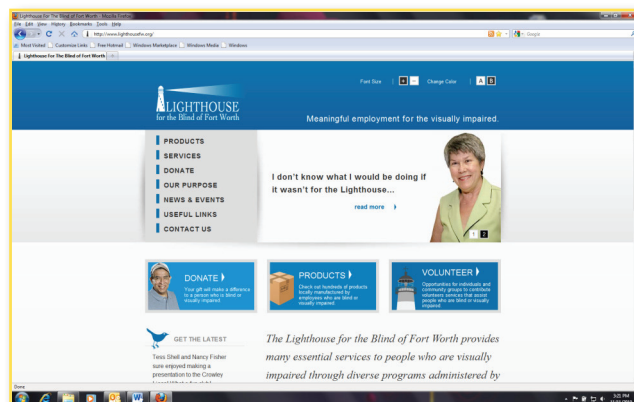 Lighthouse For The Blind of Fort Worth - Mozilla Firefox
File Edit View History Bookmarks Tools Help
http://www.lighthousefw.org/
Google
Most Visited Customize Links Free Hotmail Windows Marketplace Windows Media Windows
Lighthouse For The Blind of Fort Worth
Font Size + - Change Color A B
LIGHTHOUSE
for the Blind of Fort Worth
Meaningful employment for the visually impaired.
PRODUCTS
SERVICES
DONATE
OUR PURPOSE
NEWS & EVENTS
USEFUL LINKS
CONTACT US
I don't know what I would be doing if
it wasn't for the Lighthouse...
read more
1 2
DONATE
Your gift will make a difference
to a person who is blind or
visually impaired.
PRODUCTS
Check out hundreds of products
locally manufactured by
employees who are blind or
visually impaired.
VOLUNTEER
Opportunities for individuals and
community groups to contribute
volunteers services that assist
people who are blind or visually
impaired.
GET THE LATEST
Tess Shell and Nancy Fisher
sure enjoyed making a
presentation to the Crowley
The Lighthouse for the Blind of Fort Worth provides
many essential services to people who are visually
impaired through diverse programs administered by
Done
3:21 PM